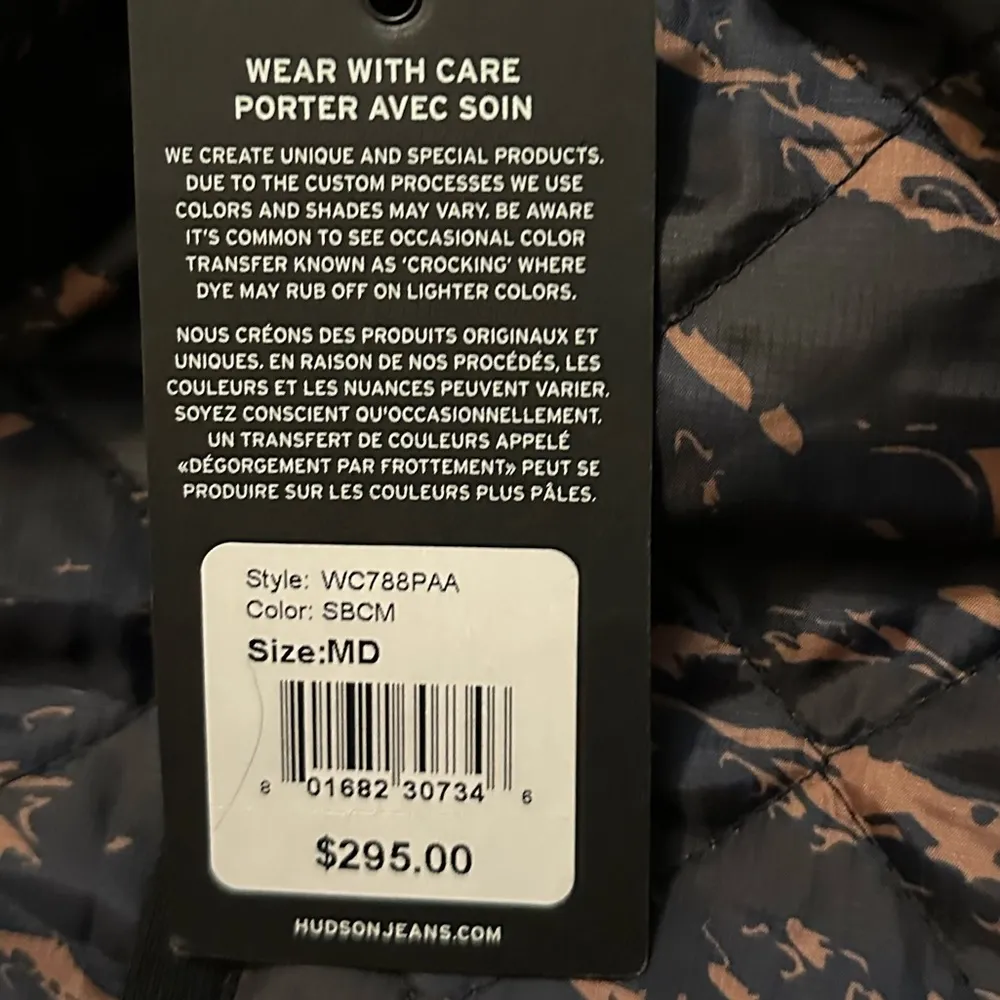 WEAR WITH CARE
PORTER AVEC SOIN
WE CREATE UNIQUE AND SPECIAL PRODUCTS.
DUE TO THE CUSTOM PROCESSES WE USE
COLORS AND SHADES MAY VARY. BE AWARE
IT'S COMMON TO SEE OCCASIONAL COLOR
TRANSFER KNOWN AS 'CROCKING' WHERE
DYE MAY RUB OFF ON LIGHTER COLORS.
NOUS CRÉONS DES PRODUITS ORIGINAUX ET
UNIQUES. EN RAISON DE NOS PROCÉDÉS, LES
COULEURS ET LES NUANCES PEUVENT VARIER.
SOYEZ CONSCIENT QU'OCCASIONNELLEMENT,
UN TRANSFERT DE COULEURS APPELÉ
«DÉGORGEMENT PAR FROTTEMENT» PEUT SE
PRODUIRE SUR LES COULEURS PLUS PÂLES.
Style: WC788PAA
Color: SBCM
Size:MD
8 01682 30734 6
$295.00
HUDSONJEANS.COM